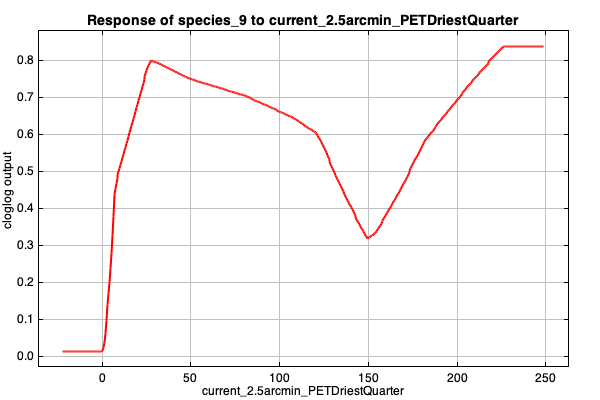 Response of species_9 to current_2.5arcmin_PETDriestQuarter
0.8
0.7
0.6
0.5
0.4
0.3
0.2
0.1
0.0
cloglog output
0 50 100 150 200 250
current_2.5arcmin_PETDriestQuarter